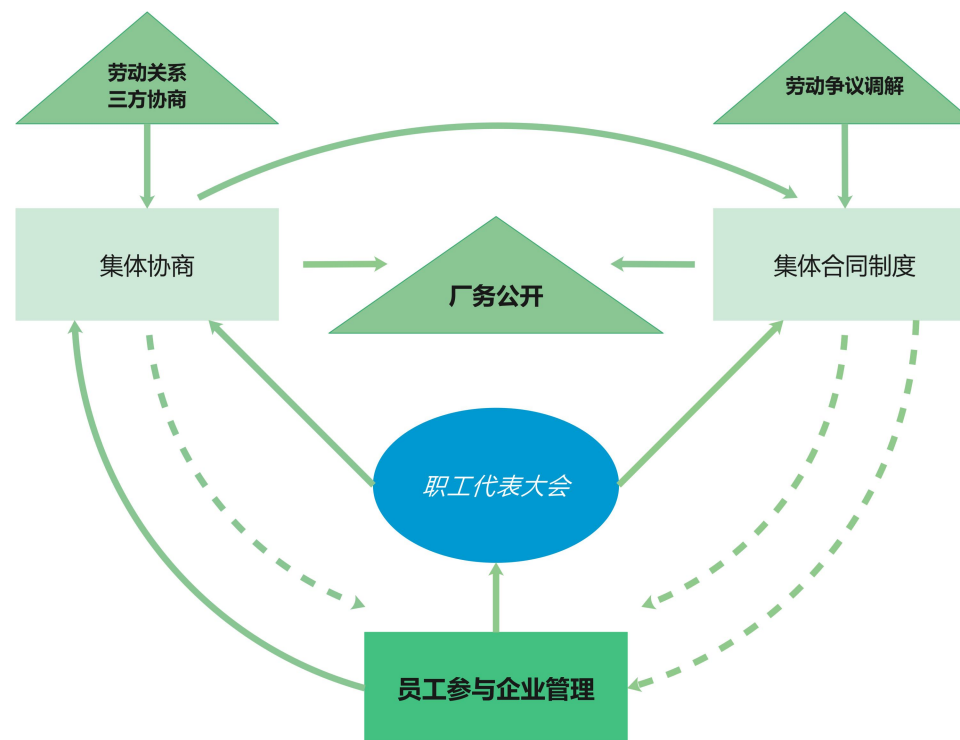 劳动关系
三方协商
劳动争议调解
集体协商
集体合同制度
厂务公开
职工代表大会
员工参与企业管理